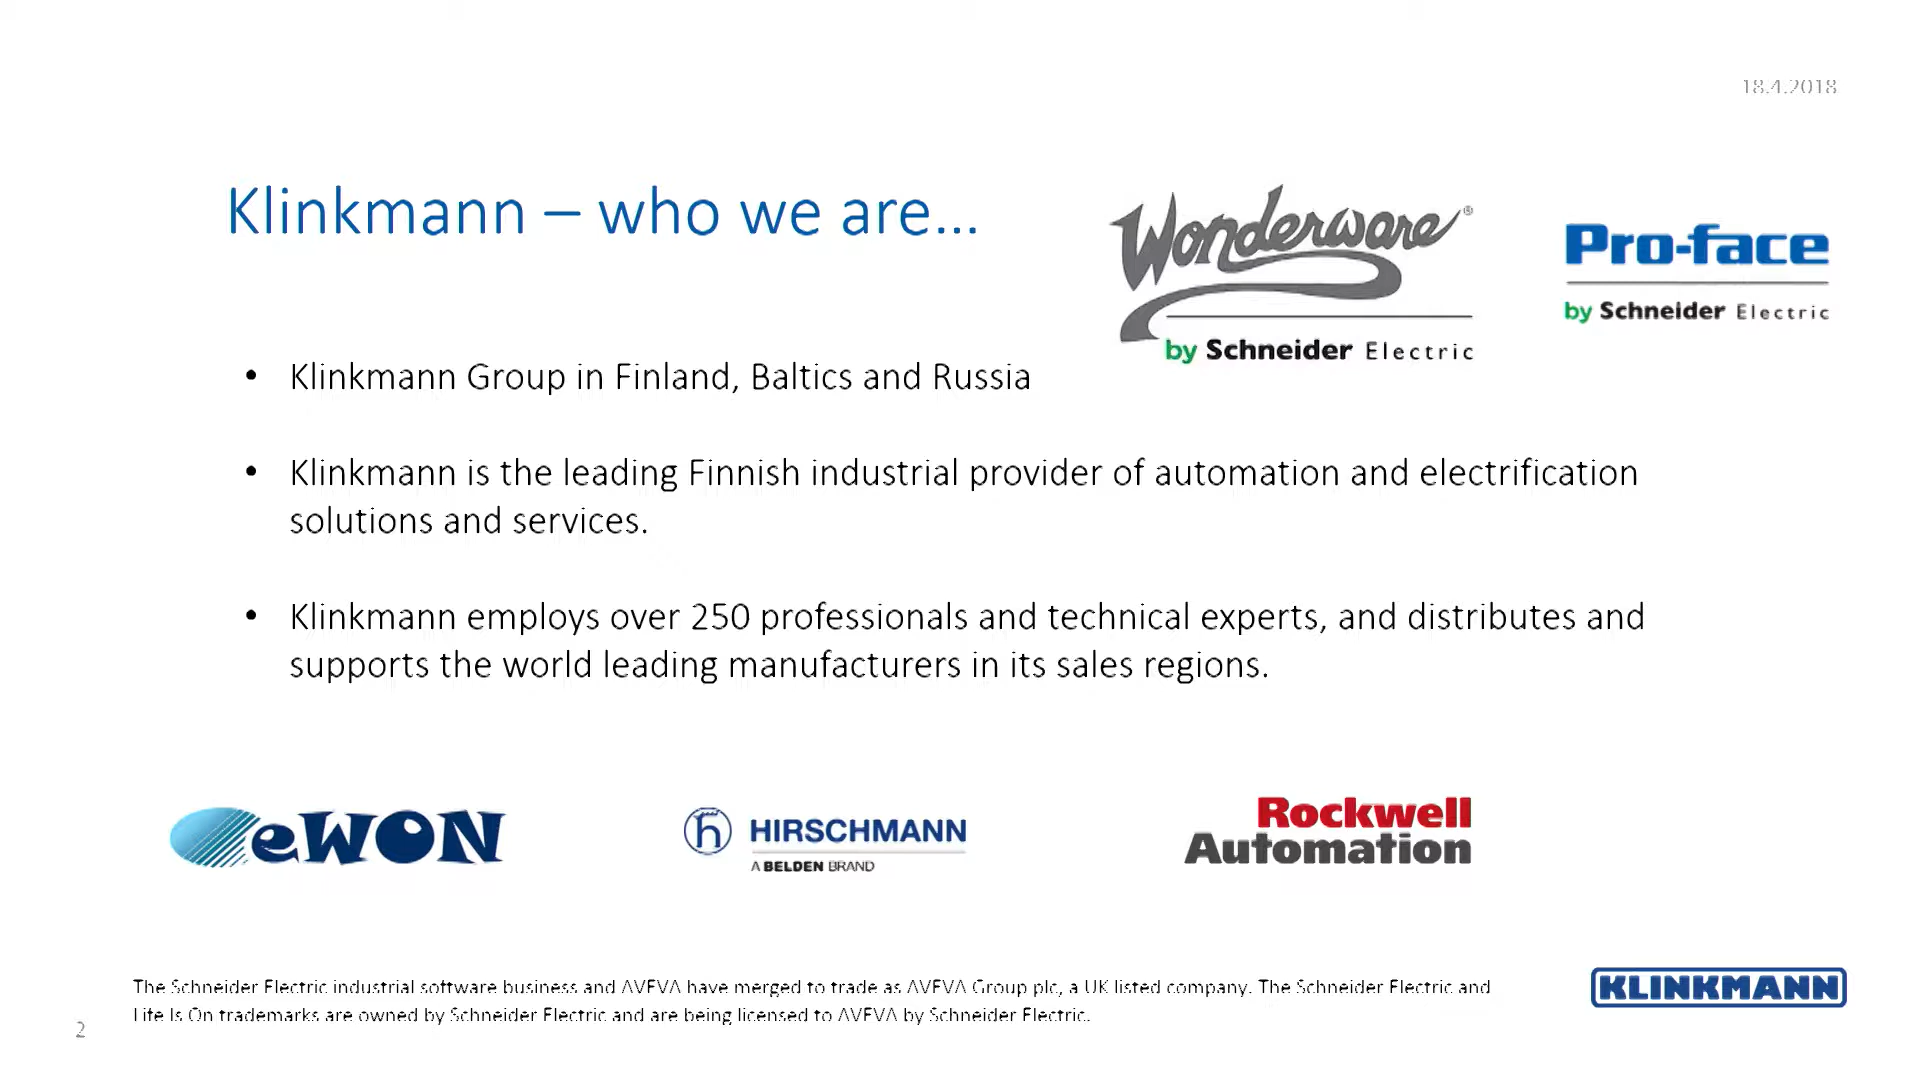 18.4.2018
Klinkmann – who we are...
Wonderware®
by Schneider Electric
Pro-face
by Schneider Electric
• Klinkmann Group in Finland, Baltics and Russia
• Klinkmann is the leading Finnish industrial provider of automation and electrification
solutions and services.
• Klinkmann employs over 250 professionals and technical experts, and distributes and
supports the world leading manufacturers in its sales regions.
eWON
HIRSCHMANN
A BELDEN BRAND
Rockwell
Automation
The Schneider Electric industrial software business and AVEVA have merged to trade as AVEVA Group plc, a UK listed company. The Schneider Electric and
Life Is On trademarks are owned by Schneider Electric and are being licensed to AVEVA by Schneider Electric.
KLINKMANN
2